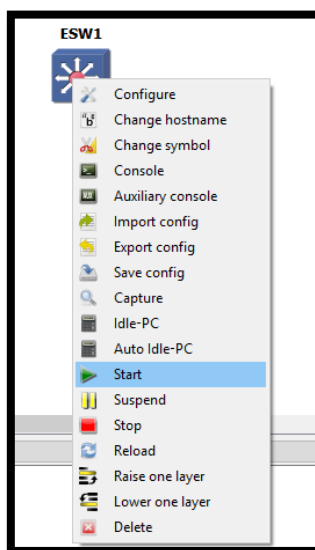 ESW1
Configure
Change hostname
Change symbol
Console
Auxiliary console
Import config
Export config
Save config
Capture
Idle-PC
Auto Idle-PC
Start
Suspend
Stop
Reload
Raise one layer
Lower one layer
Delete